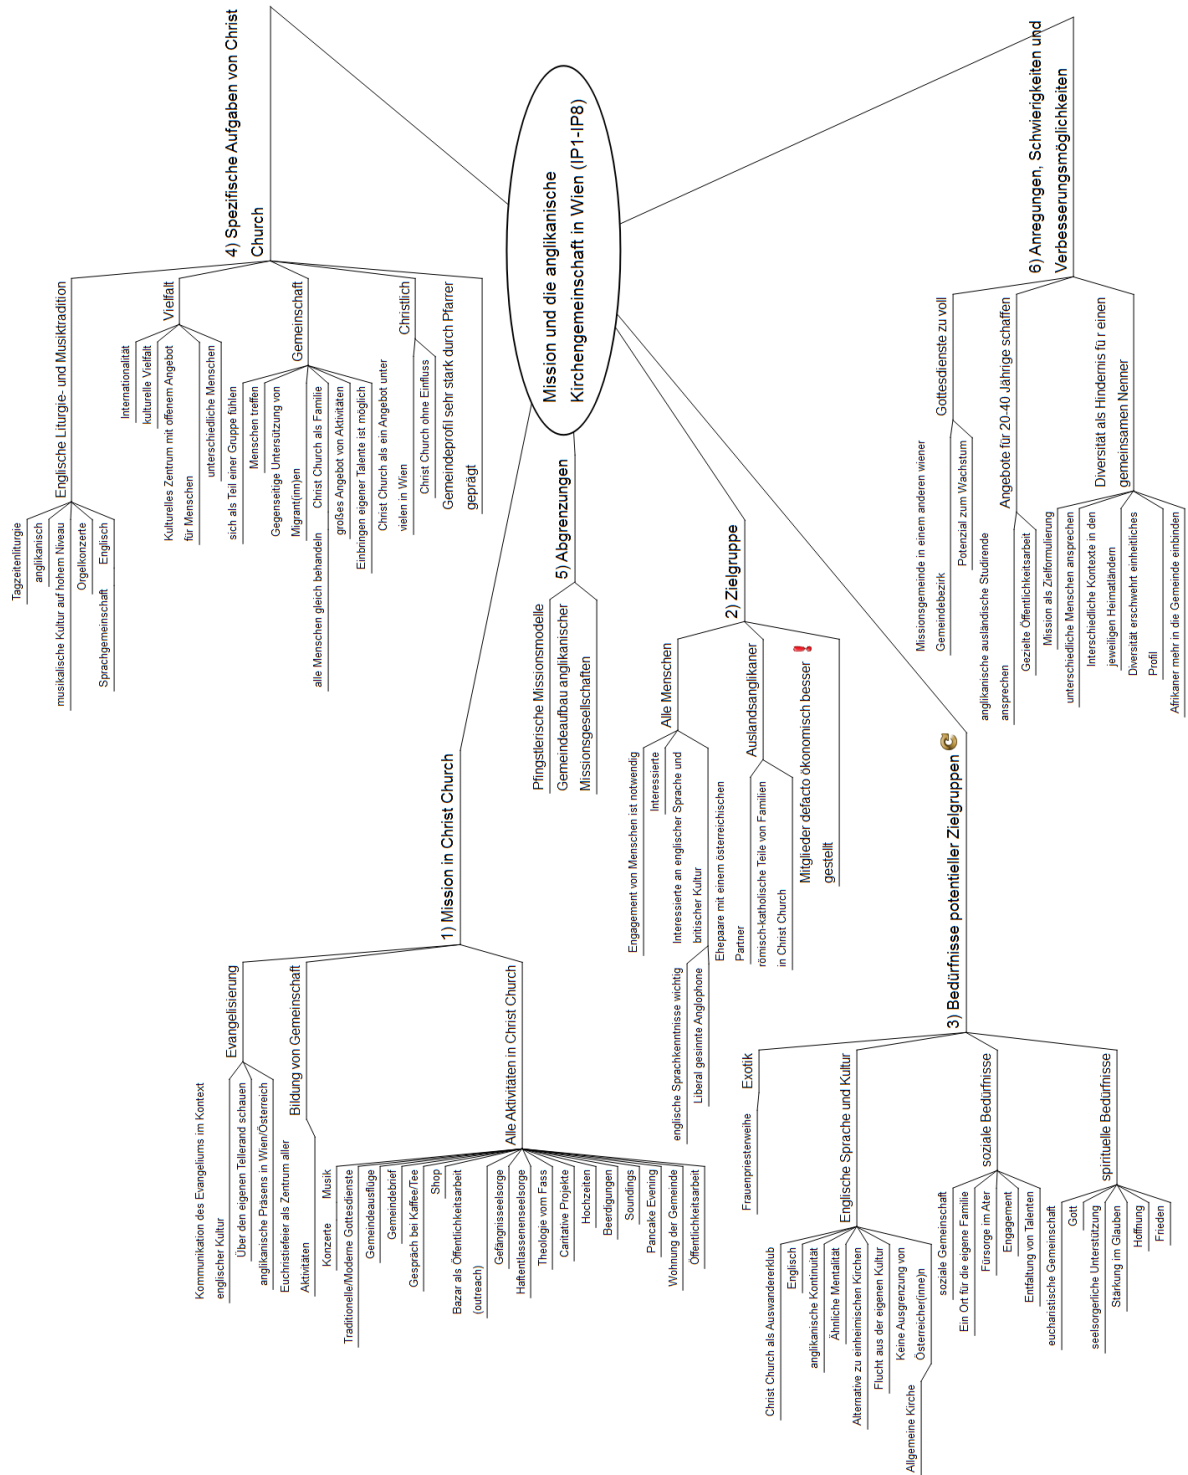 Mission und die anglikanische
Kirchengemeinschaft in Wien (IP1-IP8)
1) Mission in Christ Church
Evangelisierung
Kommunikation des Evangeliums im Kontext
englischer Kultur
Über den eigenen Tellerand schauen
anglikanische Präsens in Wien/Österreich
Bildung von Gemeinschaft
Euchristiefeier als Zentrum aller
Aktivitäten
Alle Aktivitäten in Christ Church
Musik
Konzerte
Traditionelle/Moderne Gottesdienste
Gemeindeausflüge
Gemeindebrief
Gespräch bei Kaffee/Tee
Shop
Bazar als Öffentlichkeitsarbeit
(outreach)
Gefängnisseelsorge
Haftentlassenenseelsorge
Theologie vom Fass
Caritative Projekte
Hochzeiten
Beerdigungen
Soundings
Pancake Evening
Wohnung der Gemeinde
Öffentlichkeitsarbeit
2) Zielgruppe
Alle Menschen
Engagement von Menschen ist notwendig
Interessierte
Interessierte an englischer Sprache und
britischer Kultur
englische Sprachkenntnisse wichtig
Liberal gesinnte Anglophone
Auslandsanglikaner
Ehepaare mit einem österreichischen
Partner
römisch-katholische Teile von Familien
in Christ Church
Mitglieder defacto ökonomisch besser
gestellt
3) Bedürfnisse potentieller Zielgruppen
Exotik
Frauenpriesterweihe
Englische Sprache und Kultur
Christ Church als Auswandererklub
Englisch
anglikanische Kontinuität
Ähnliche Mentalität
Alternative zu einheimischen Kirchen
Flucht aus der eigenen Kultur
Keine Ausgrenzung von
Österreicher(inne)n
Allgemeine Kirche
soziale Bedürfnisse
soziale Gemeinschaft
Ein Ort für die eigene Familie
Fürsorge im Ater
Engagement
Entfaltung von Talenten
spirituelle Bedürfnisse
eucharistische Gemeinschaft
Gott
seelsorgerliche Unterstützung
Stärkung im Glauben
Hoffnung
Frieden
4) Spezifische Aufgaben von Christ
Church
Englische Liturgie- und Musiktradition
Tagzeitenliturgie
anglikanisch
musikalische Kultur auf hohem Niveau
Orgelkonzerte
Englisch
Sprachgemeinschaft
Vielfalt
Internationalität
kulturelle Vielfalt
Kulturelles Zentrum mit offenem Angebot
für Menschen
unterschiedliche Menschen
Gemeinschaft
sich als Teil einer Gruppe fühlen
Menschen treffen
Gegenseitige Untersützung von
Migrant(inn)en
Christ Church als Familie
alle Menschen gleich behandeln
großes Angebot von Aktivitäten
Einbringen eigener Talente ist möglich
Christlich
Christ Church als ein Angebot unter
vielen in Wien
Christ Church ohne Einfluss
Gemeindeprofil sehr stark durch Pfarrer
geprägt
5) Abgrenzungen
Pfingstlerische Missionsmodelle
Gemeindeaufbau anglikanischer
Missionsgesellschaften
6) Anregungen, Schwierigkeiten und
Verbesserungsmöglichkeiten
Gottesdienste zu voll
Missionsgemeinde in einem anderen wiener
Gemeindebezirk
Potenzial zum Wachstum
Angebote für 20-40 Jährige schaffen
anglikanische ausländische Studirende
ansprechen
Gezielte Öffentlichkeitsarbeit
Diversität als Hindernis fü r einen
gemeinsamen Nenner
Mission als Zielformulierung
unterschiedliche Menschen ansprechen
Interschiedliche Kontexte in den
jeweiligen Heimatländern
Diversität erschwehrt einheitliches
Profil
Afrikaner mehr in die Gemeinde einbinden